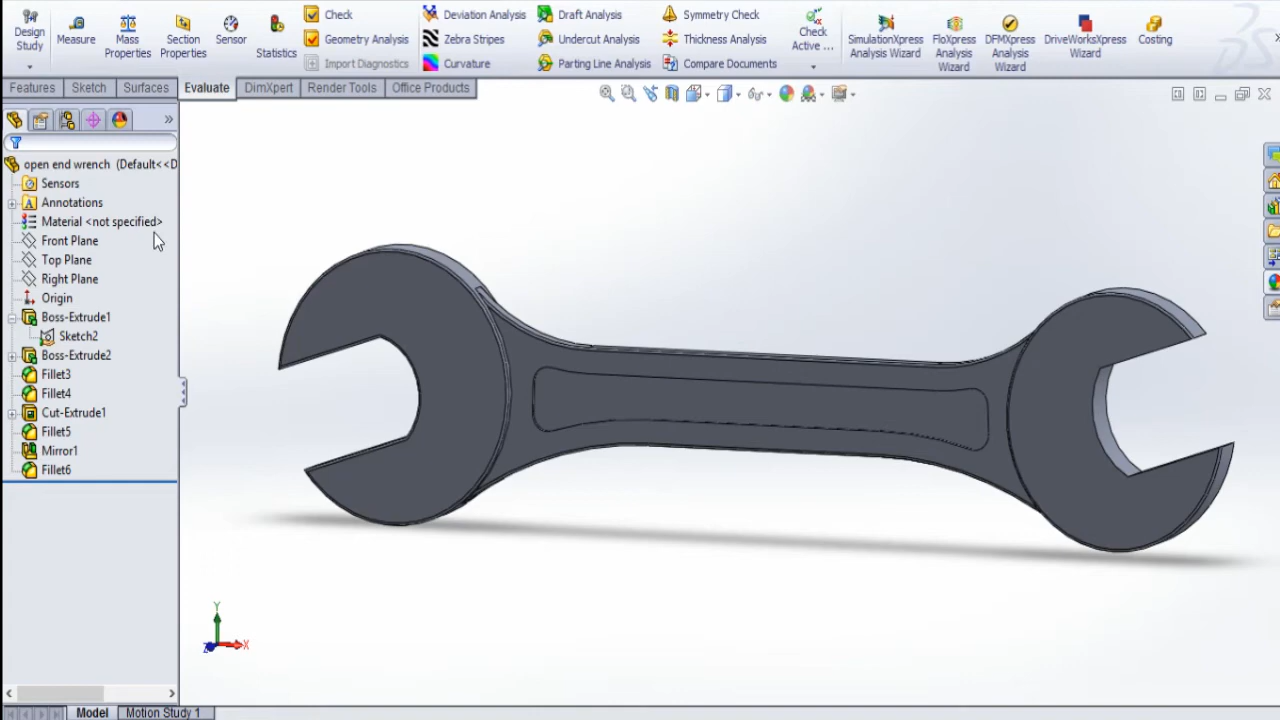 Design Study
Measure
Mass Properties
Section Properties
Sensor
Statistics
Check
Geometry Analysis
Import Diagnostics
Deviation Analysis
Zebra Stripes
Curvature
Draft Analysis
Undercut Analysis
Parting Line Analysis
Symmetry Check
Thickness Analysis
Compare Documents
Check Active ...
SimulationXpress Analysis Wizard
FloXpress Analysis Wizard
DFMXpress Analysis Wizard
DriveWorksXpress Wizard
Costing
Features
Sketch
Surfaces
Evaluate
DimXpert
Render Tools
Office Products
open end wrench (Default<<D
Sensors
A Annotations
Material <not specified>
Front Plane
Top Plane
Right Plane
Origin
Boss-Extrude1
Sketch2
Boss-Extrude2
Fillet3
Fillet4
Cut-Extrude1
Fillet5
Mirror1
Fillet6
Y
Z
X
Model
Motion Study 1